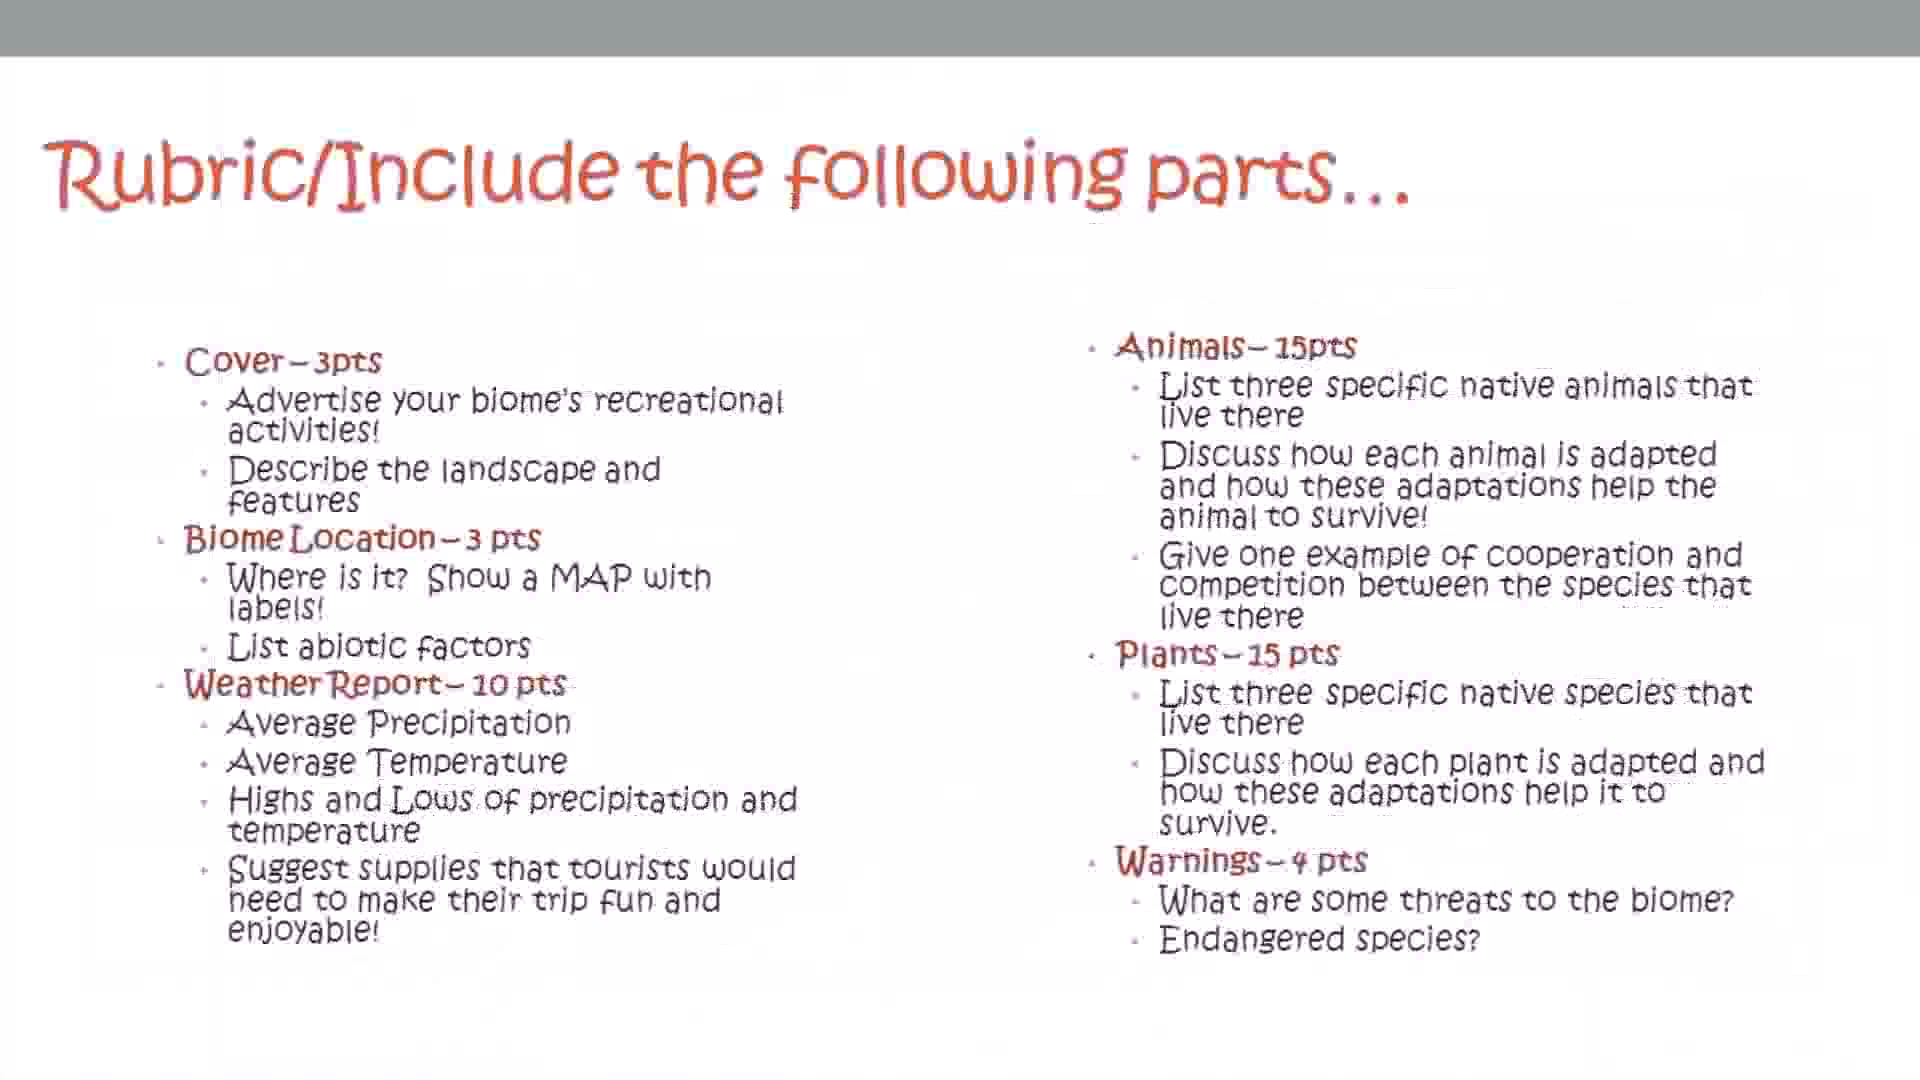 Rubric/Include the following parts...
Cover – 3pts
Advertise your biome's recreational
activities!
Describe the landscape and
features
Biome Location – 3 pts
Where is it? Show a MAP with
labels!
List abiotic factors
Weather Report – 10 pts
Average Precipitation
Average Temperature
Highs and Lows of precipitation and
temperature
Suggest supplies that tourists would
need to make their trip fun and
enjoyable!
Animals – 15pts
List three specific native animals that
live there
Discuss how each animal is adapted
and how these adaptations help the
animal to survive!
Give one example of cooperation and
competition between the species that
live there
Plants – 15 pts
List three specific native species that
live there
Discuss how each plant is adapted and
how these adaptations help it to
survive.
Warnings – 4 pts
What are some threats to the biome?
Endangered species?